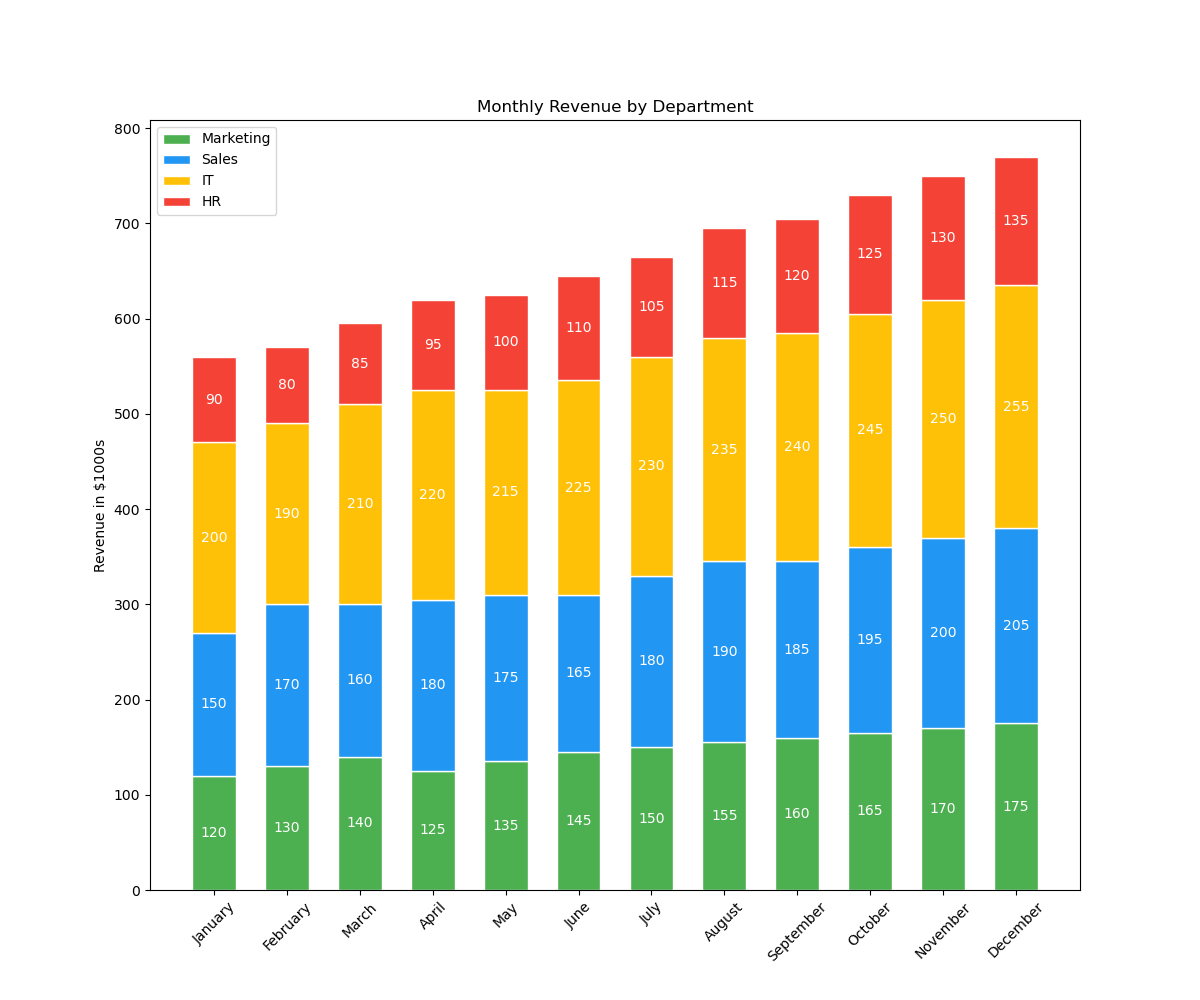 Monthly Revenue by Department
Marketing
Sales
IT
HR
Revenue in $1000s
800
700
600
500
400
300
200
100
0
90 80 85 95 100 110 105 115 120 125 130 135
200 190 210 220 215 225 230 235 240 245 250 255
150 170 160 180 175 165 180 190 185 195 200 205
120 130 140 125 135 145 150 155 160 165 170 175
January February March April May June July August September October November December